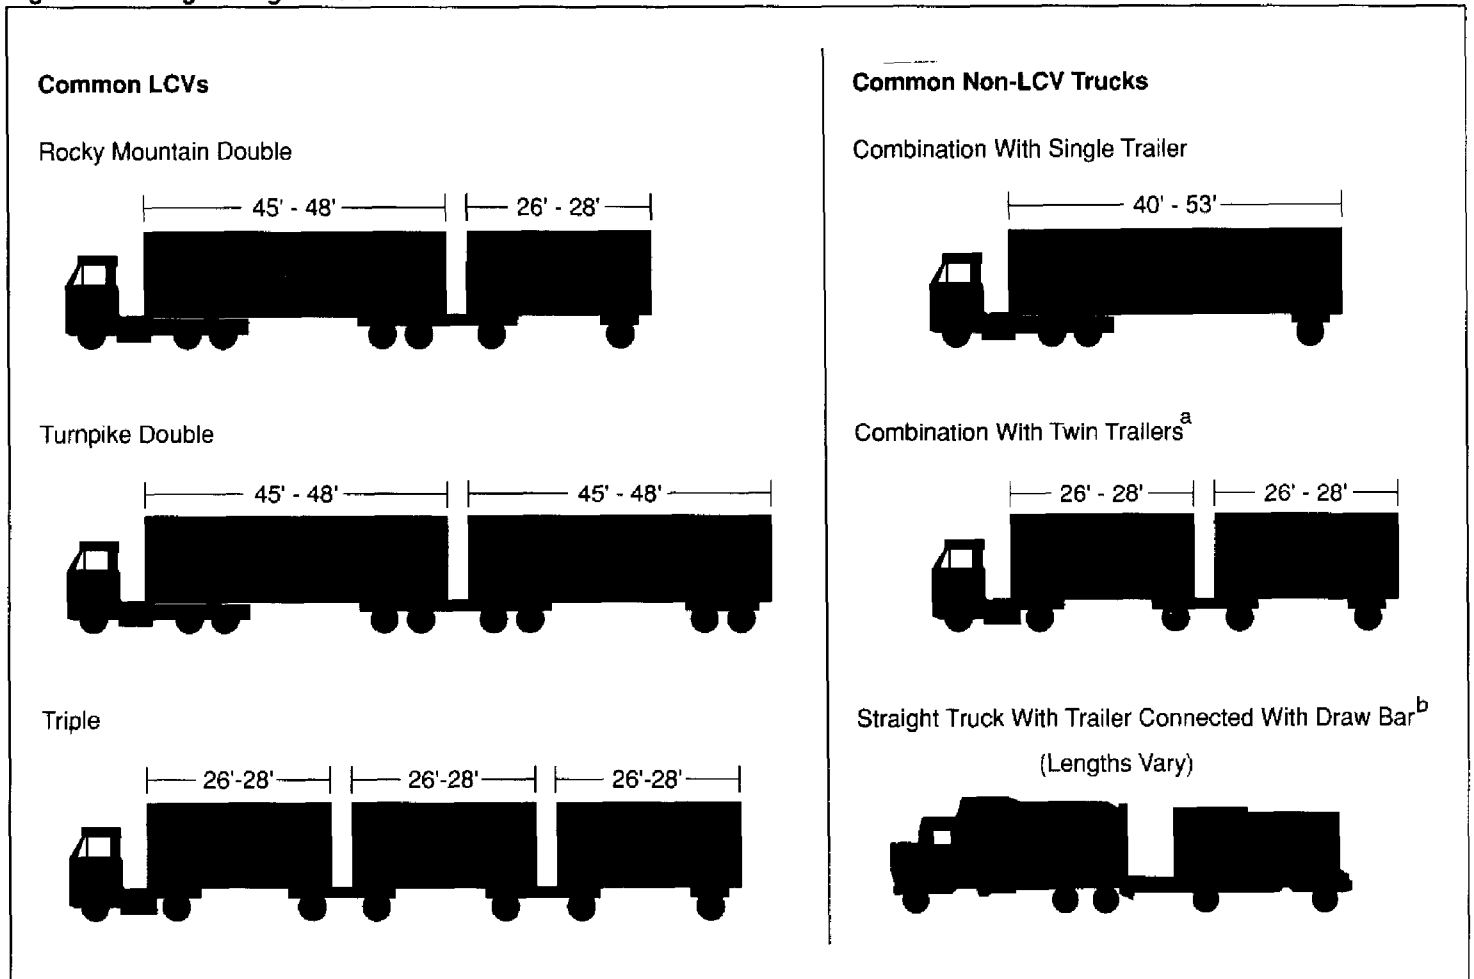 Common LCVs
Rocky Mountain Double
45' - 48' 26' - 28'
Turnpike Double
45' - 48' 45' - 48'
Triple
26'-28' 26'-28' 26'-28'
Common Non-LCV Trucks
Combination With Single Trailer
40' - 53'
Combination With Twin Trailers a
26' - 28' 26' - 28'
Straight Truck With Trailer Connected With Draw Bar b
(Lengths Vary)